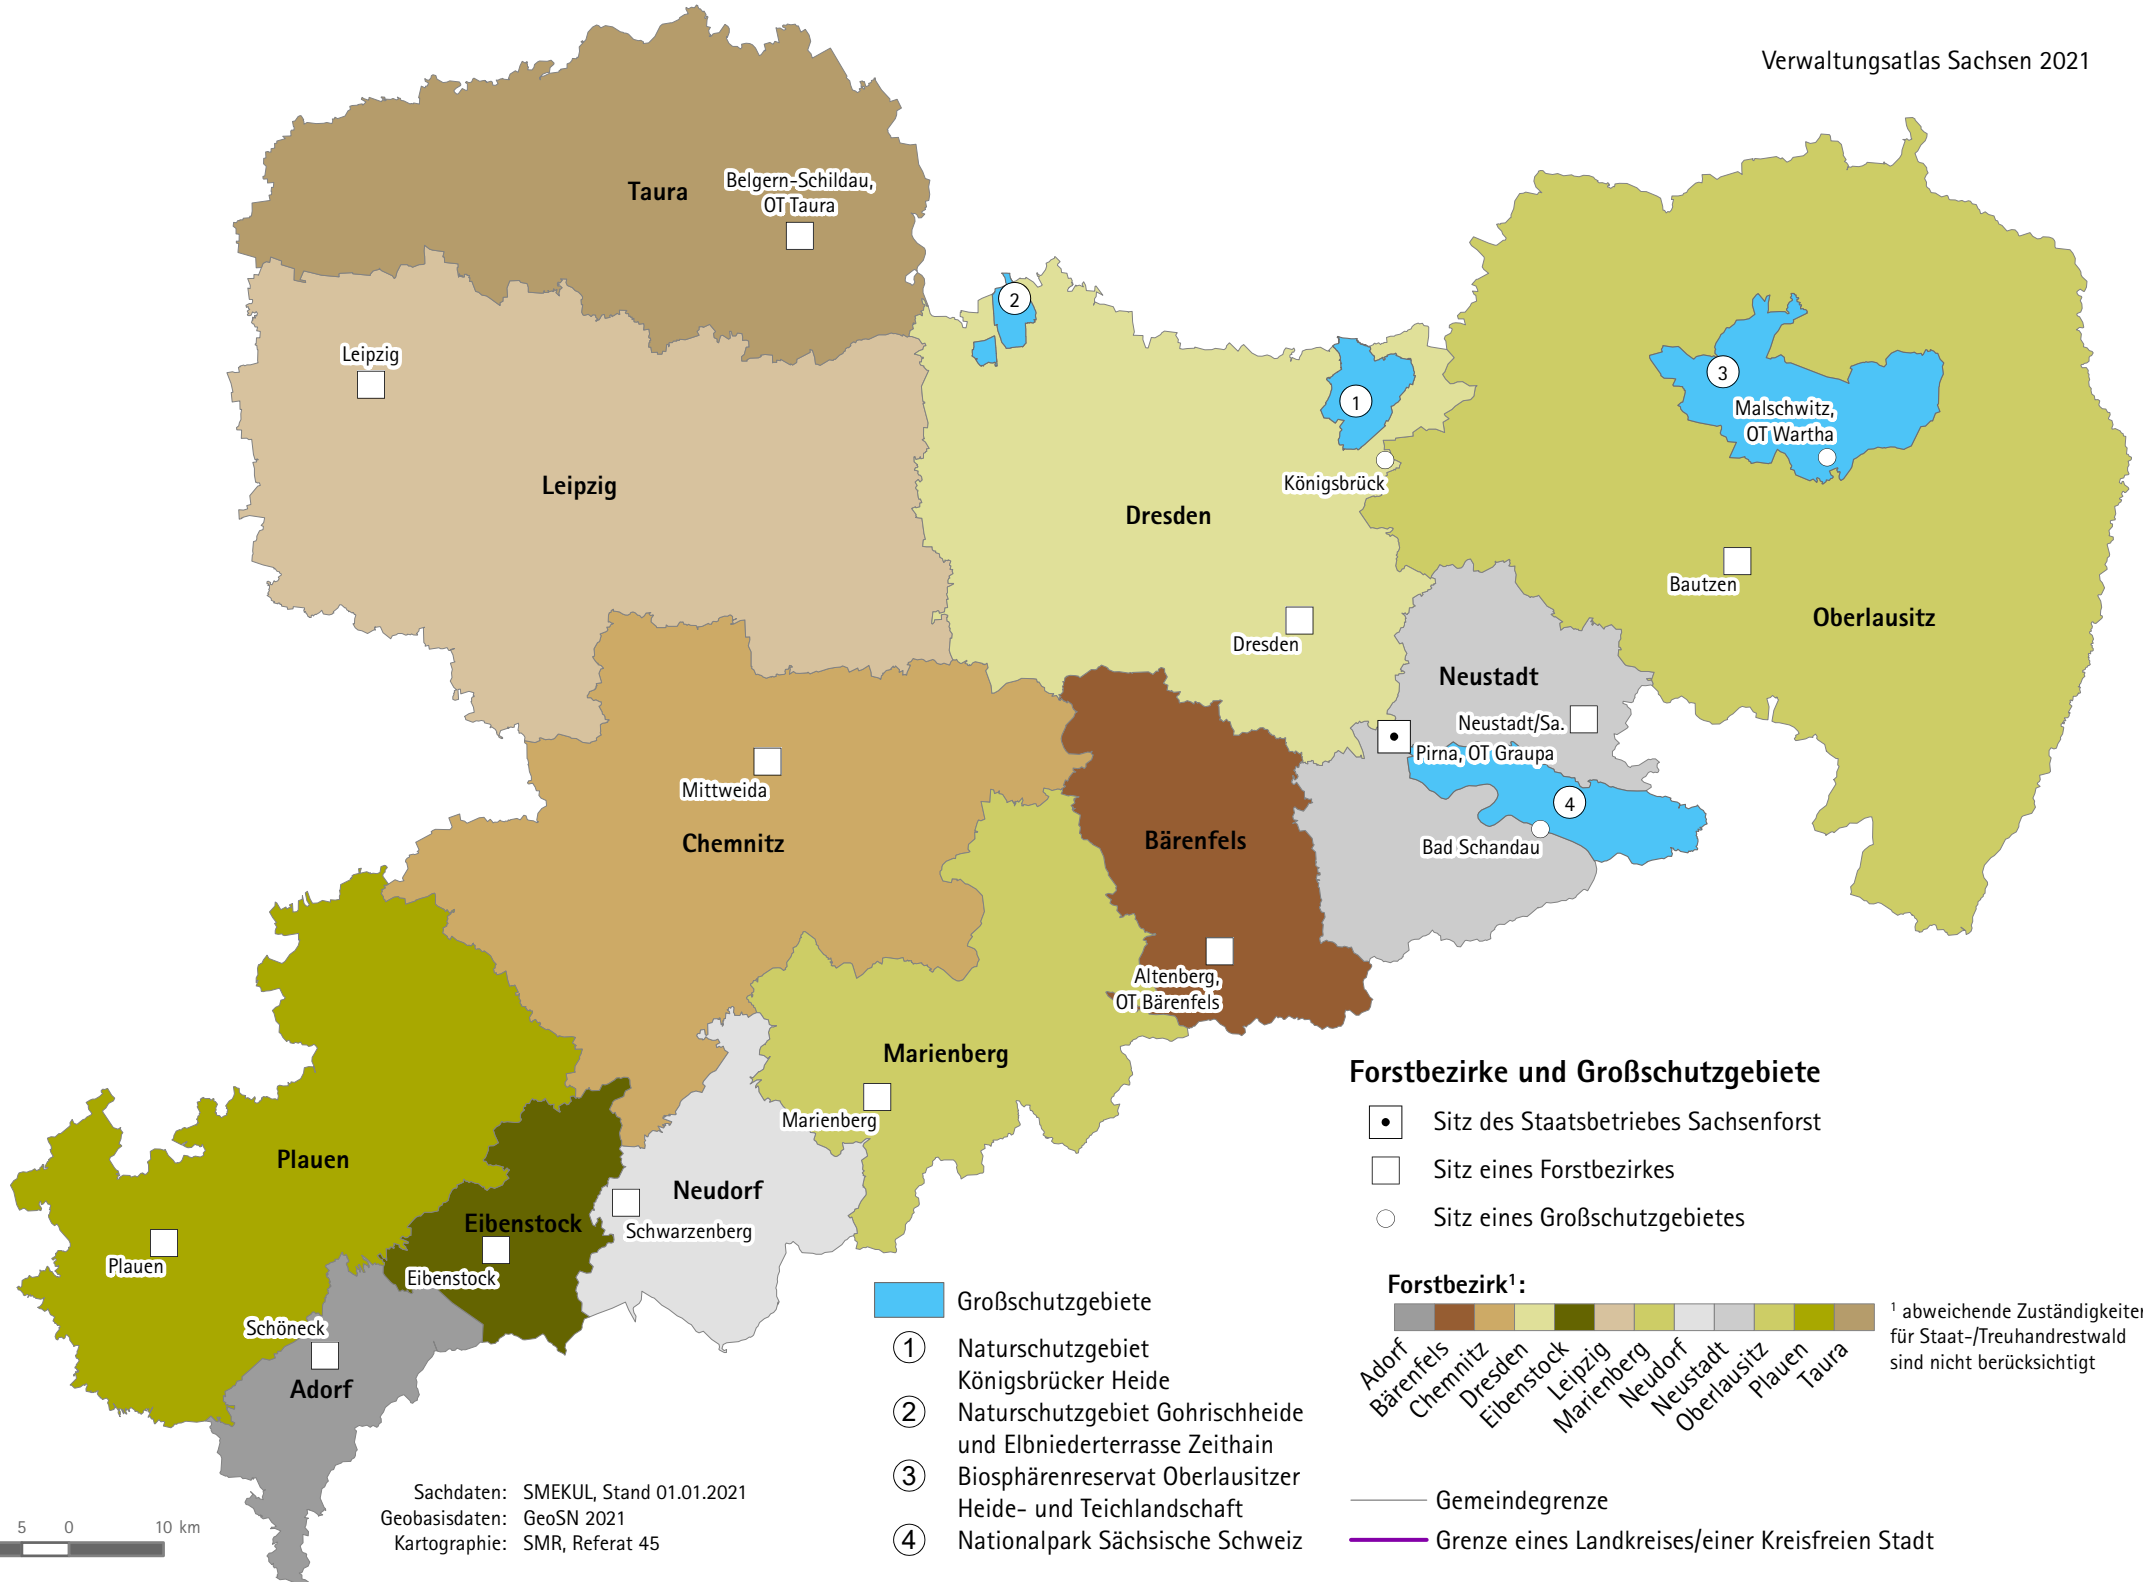 Verwaltungsatlas Sachsen 2021
Taura
Belgern-Schildau,
OT Taura
Leipzig
Leipzig
2
1
3
Malschwitz,
OT Wartha
Königsbrück
Dresden
Bautzen
Oberlausitz
Dresden
Neustadt
Neustadt/Sa.
Pirna, OT Graupa
4
Bad Schandau
Mittweida
Chemnitz
Bärenfels
Altenberg,
OT Bärenfels
Marienberg
Marienberg
Plauen
Plauen
Eibenstock
Eibenstock
Neudorf
Schwarzenberg
Schöneck
Adorf
Forstbezirke und Großschutzgebiete
Sitz des Staatsbetriebes Sachsenforst
Sitz eines Forstbezirkes
Sitz eines Großschutzgebietes
Großschutzgebiete
1 Naturschutzgebiet
Königsbrücker Heide
2 Naturschutzgebiet Gohrischheide
und Elbniederterrasse Zeithain
3 Biosphärenreservat Oberlausitzer
Heide- und Teichlandschaft
4 Nationalpark Sächsische Schweiz
Forstbezirk¹:
Adorf
Bärenfels
Chemnitz
Dresden
Eibenstock
Leipzig
Marienberg
Neudorf
Neustadt
Oberlausitz
Plauen
Taura
¹ abweichende Zuständigkeiten
für Staat-/Treuhandrestwald
sind nicht berücksichtigt
Gemeindegrenze
Grenze eines Landkreises/einer Kreisfreien Stadt
Sachdaten: SMEKUL, Stand 01.01.2021
Geobasisdaten: GeoSN 2021
Kartographie: SMR, Referat 45
5 0 10 km